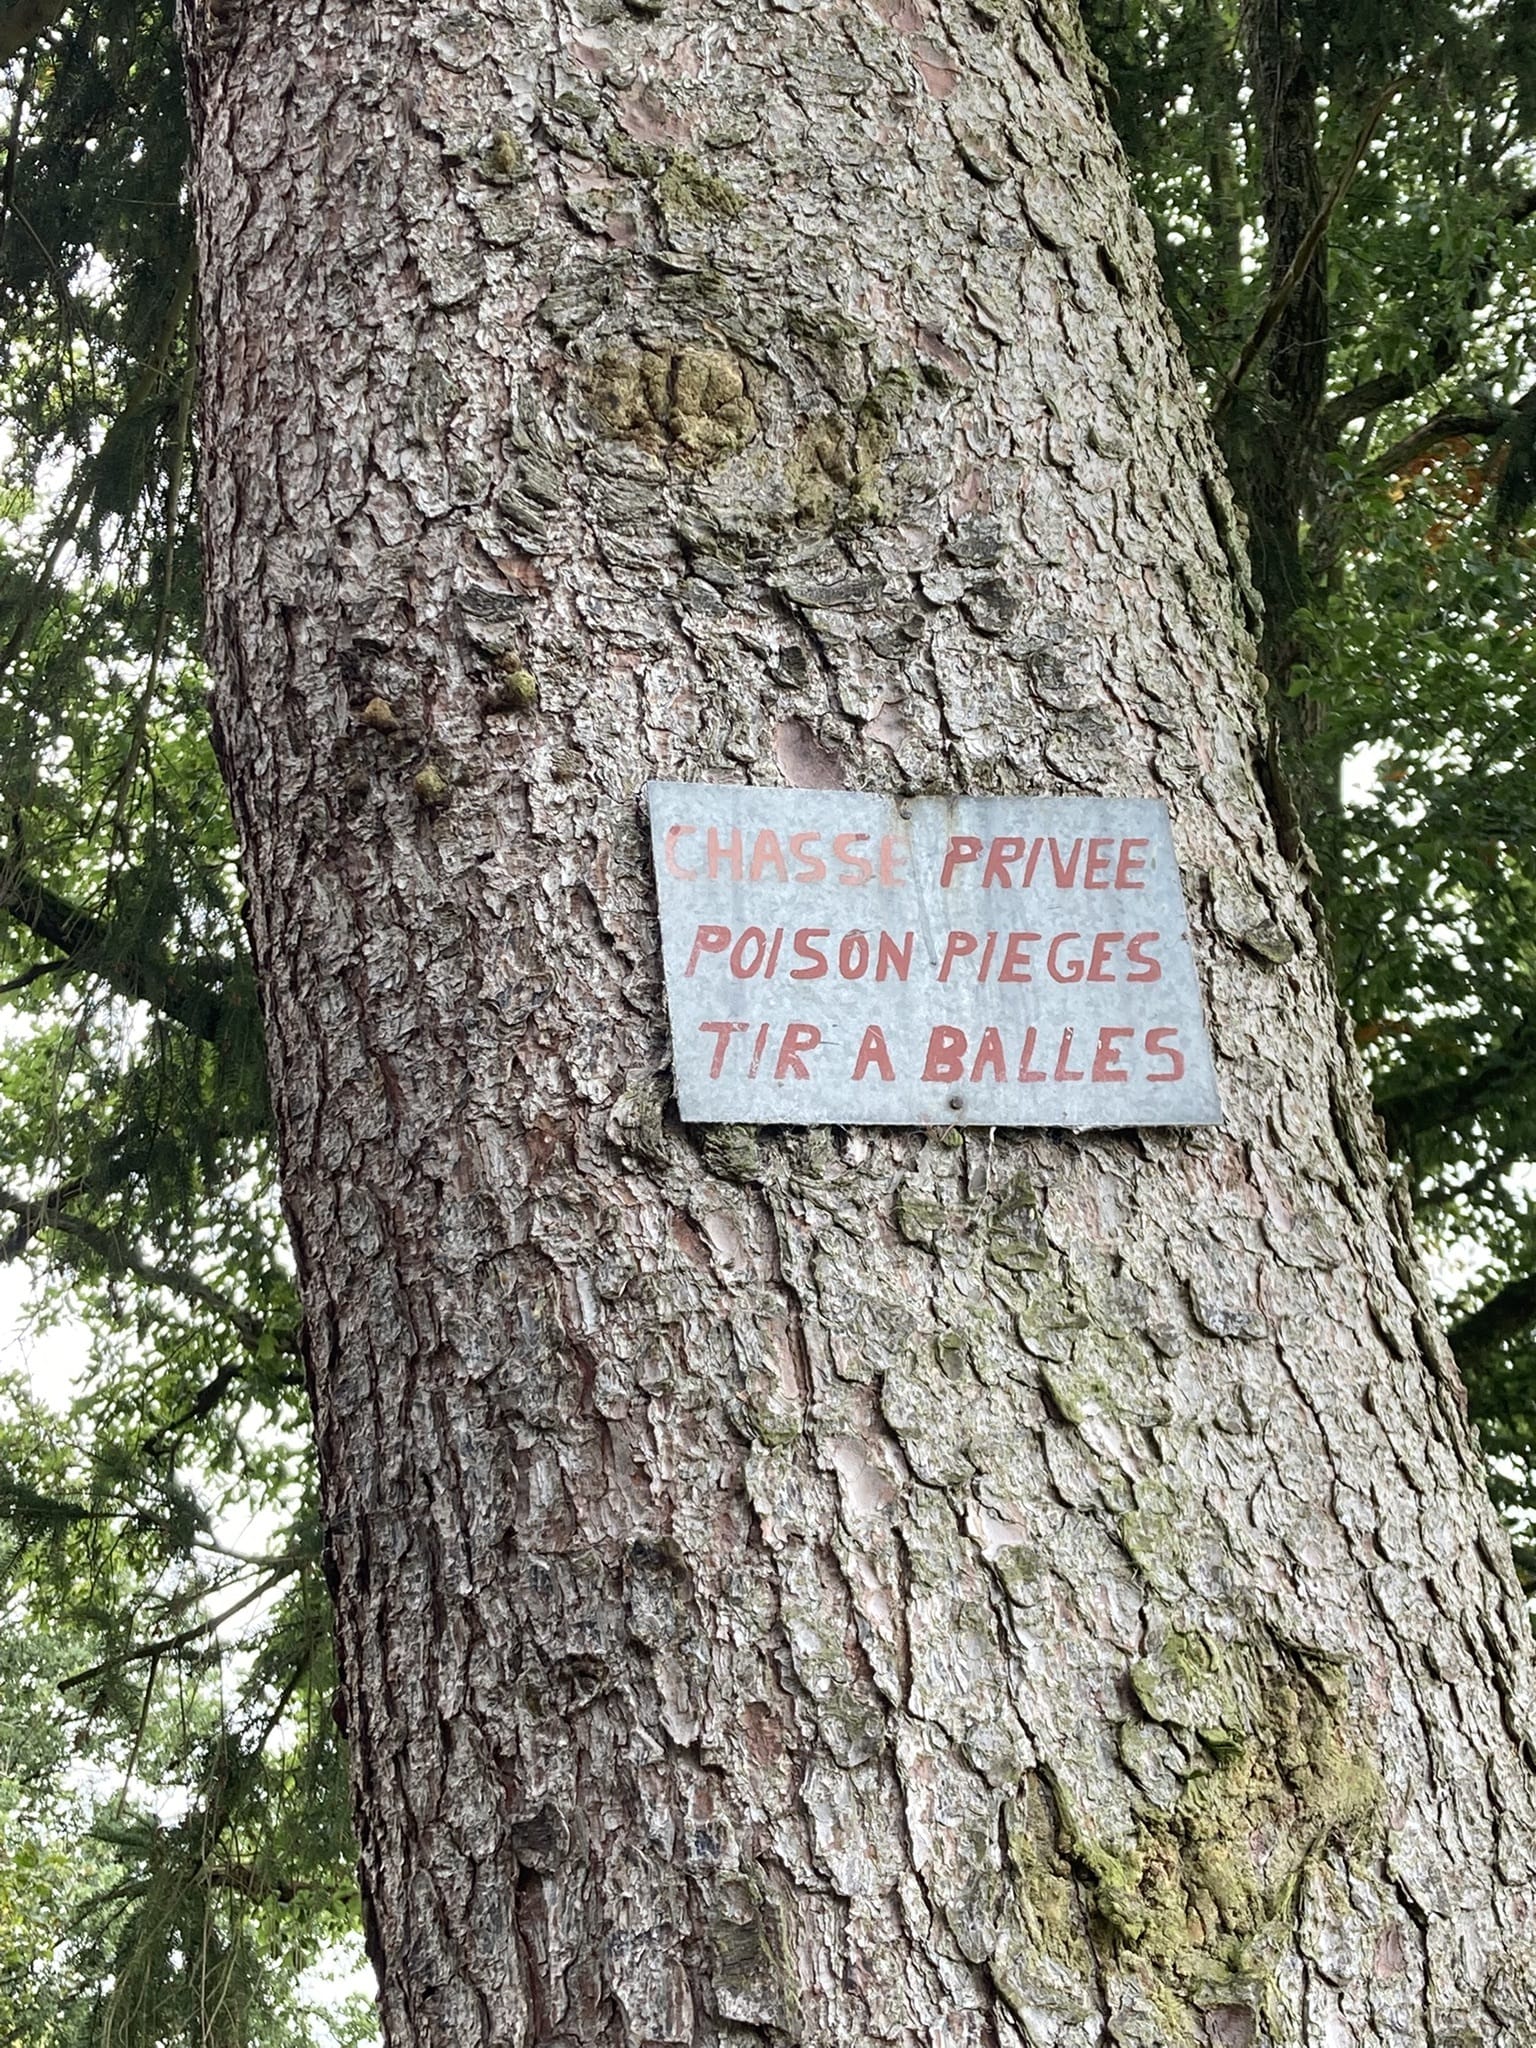 CHASSE PRIVEE
POISON PIEGES
TIR A BALLES